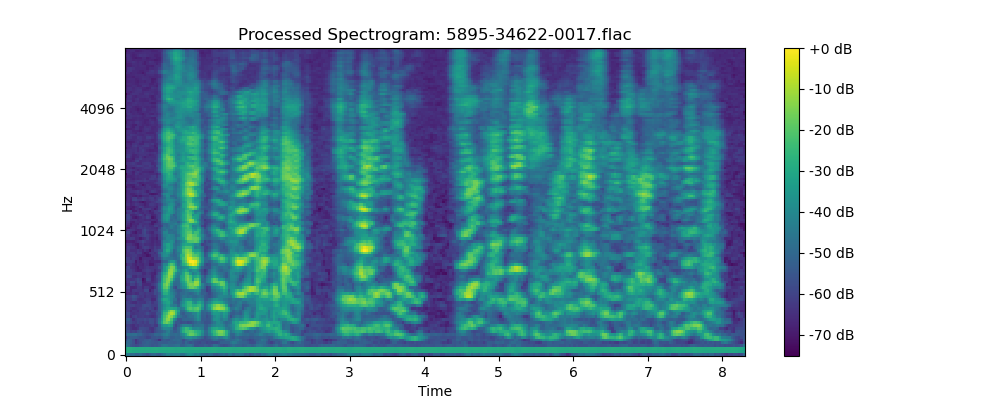 Processed Spectrogram: 5895-34622-0017.flac
+0 dB
-10 dB
-20 dB
-30 dB
-40 dB
-50 dB
-60 dB
-70 dB
4096
2048
1024
512
0
Hz
0 1 2 3 4 5 6 7 8
Time